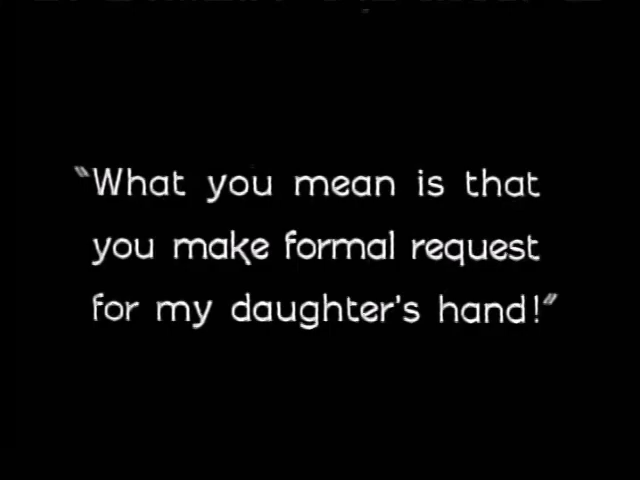 "What you mean is that
you make formal request
for my daughter's hand!"